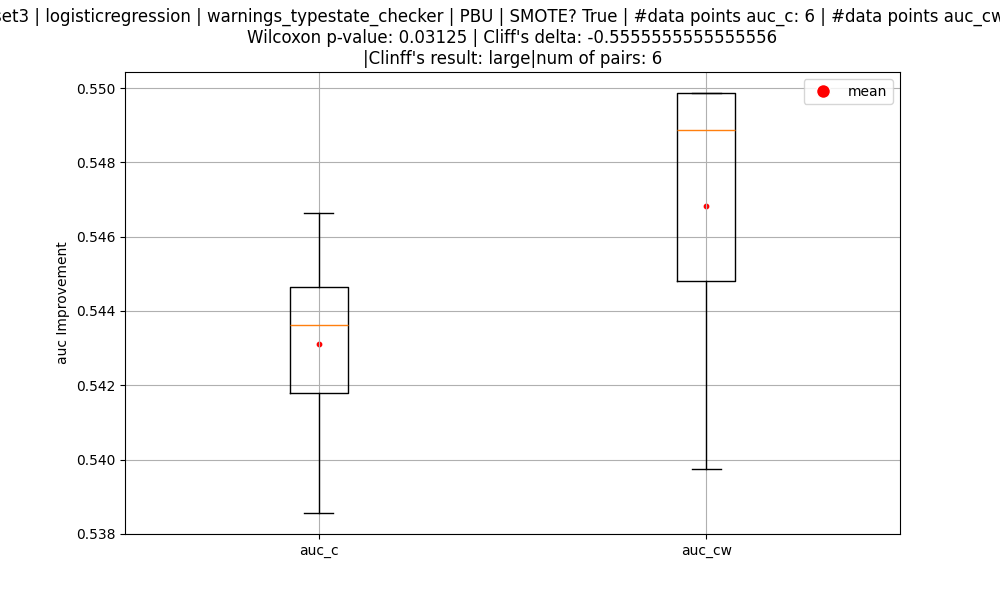 set3 | logisticregression | warnings_typestate_checker | PBU | SMOTE? True | #data points auc_c: 6 | #data points auc_cw
Wilcoxon p-value: 0.03125 | Cliff's delta: -0.5555555555555556
|Clinff's result: large|num of pairs: 6
mean
0.550
0.548
0.546
0.544
0.542
0.540
0.538
auc Improvement
auc_c
auc_cw